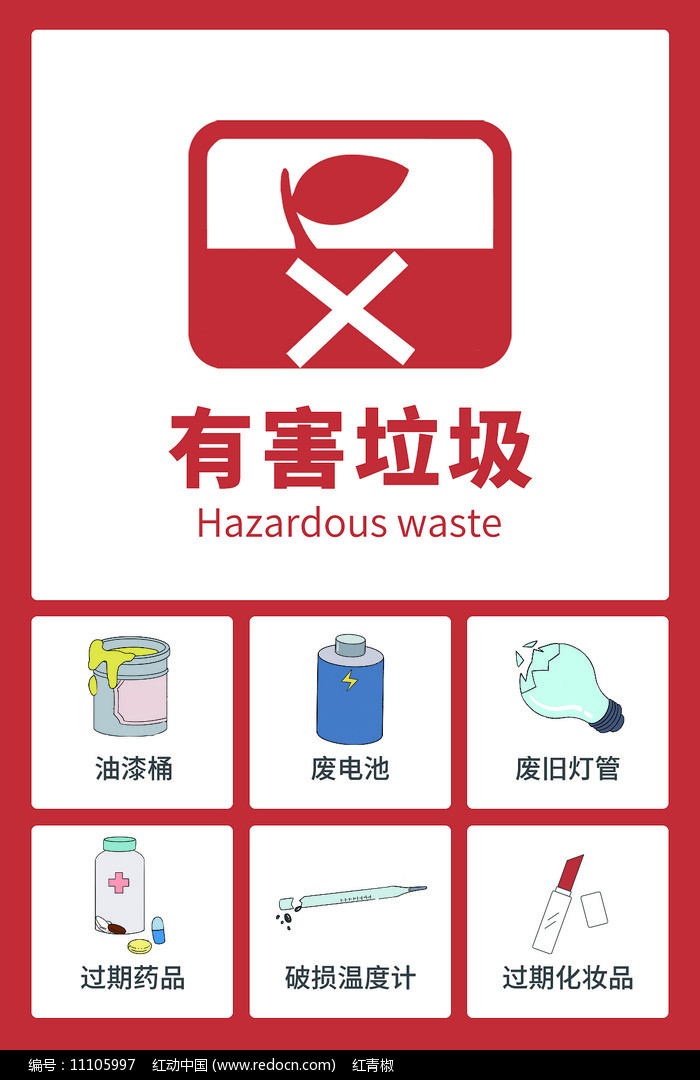 有害垃圾
Hazardous waste
油漆桶
废电池
废旧灯管
过期药品
破损温度计
过期化妆品
编号：11105997 红动中国 (www.redocn.com) 红青椒